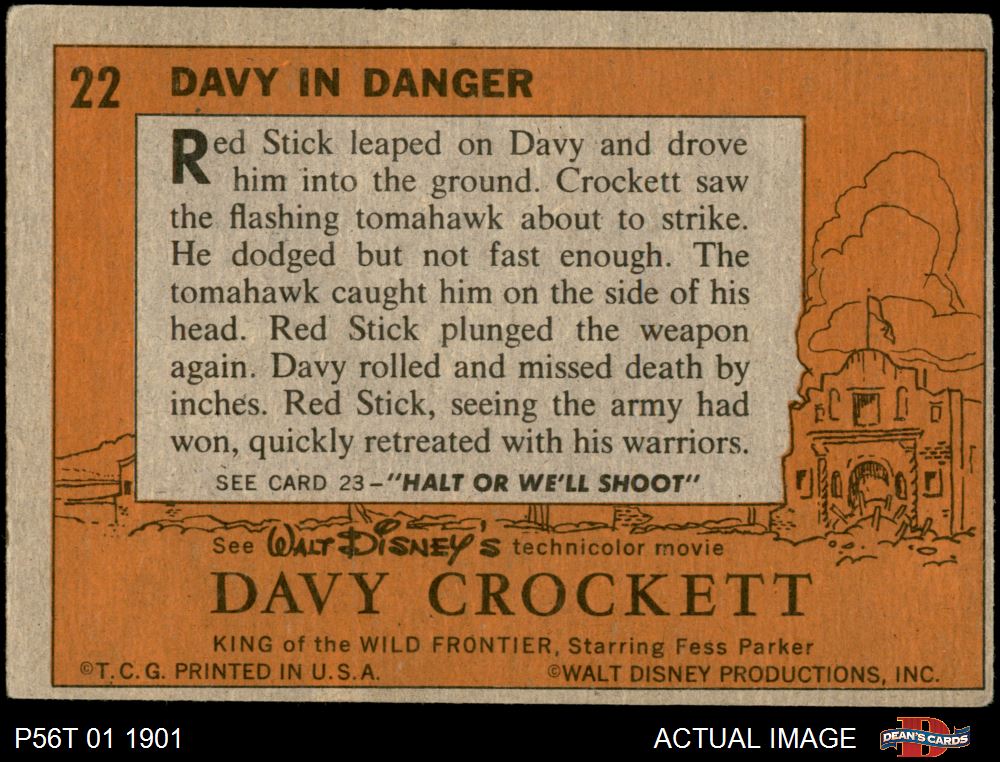 22 DAVY IN DANGER
Red Stick leaped on Davy and drove
him into the ground. Crockett saw
the flashing tomahawk about to strike.
He dodged but not fast enough. The
tomahawk caught him on the side of his
head. Red Stick plunged the weapon
again. Davy rolled and missed death by
inches. Red Stick, seeing the army had
won, quickly retreated with his warriors.
SEE CARD 23-"HALT OR WE'LL SHOOT"
See WALT DISNEY'S technicolor movie
DAVY CROCKETT
KING of the WILD FRONTIER, Starring Fess Parker
©T.C.G. PRINTED IN U.S.A. ©WALT DISNEY PRODUCTIONS, INC.
P56T 01 1901 ACTUAL IMAGE DEAN'S CARDS